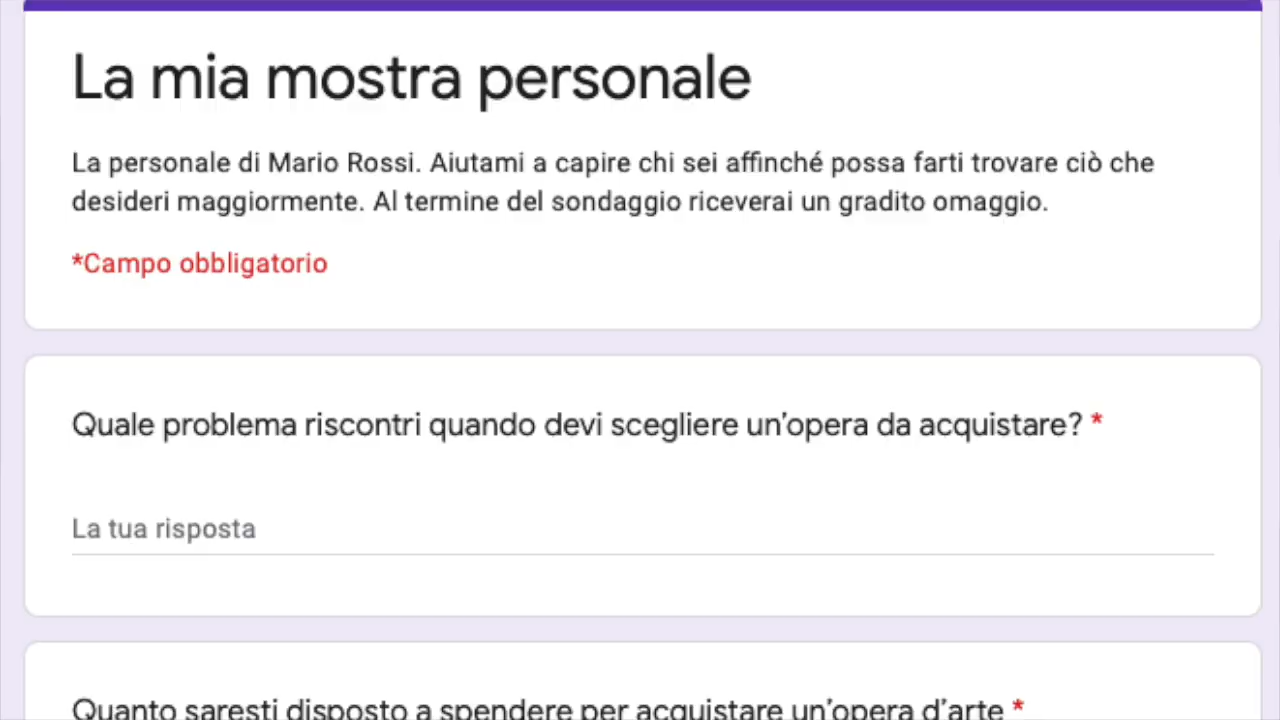 La mia mostra personale
La personale di Mario Rossi. Aiutami a capire chi sei affinché possa farti trovare ciò che
desideri maggiormente. Al termine del sondaggio riceverai un gradito omaggio.
*Campo obbligatorio
Quale problema riscontri quando devi scegliere un’opera da acquistare? *
La tua risposta
Quanto saresti disposto a spendere per acquistare un’opera d’arte *